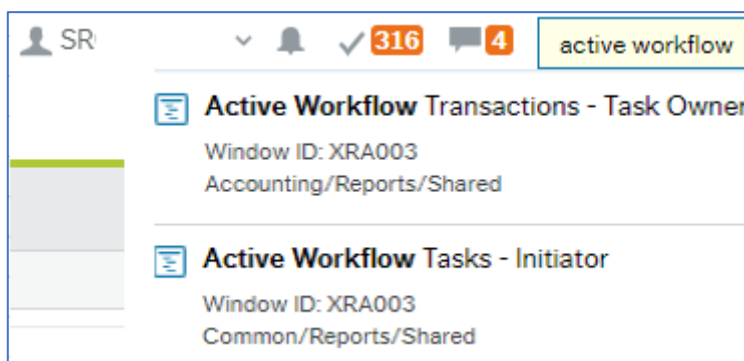 SR
316
4
active workflow
Active Workflow Transactions - Task Owner
Window ID: XRA003
Accounting/Reports/Shared
Active Workflow Tasks - Initiator
Window ID: XRA003
Common/Reports/Shared